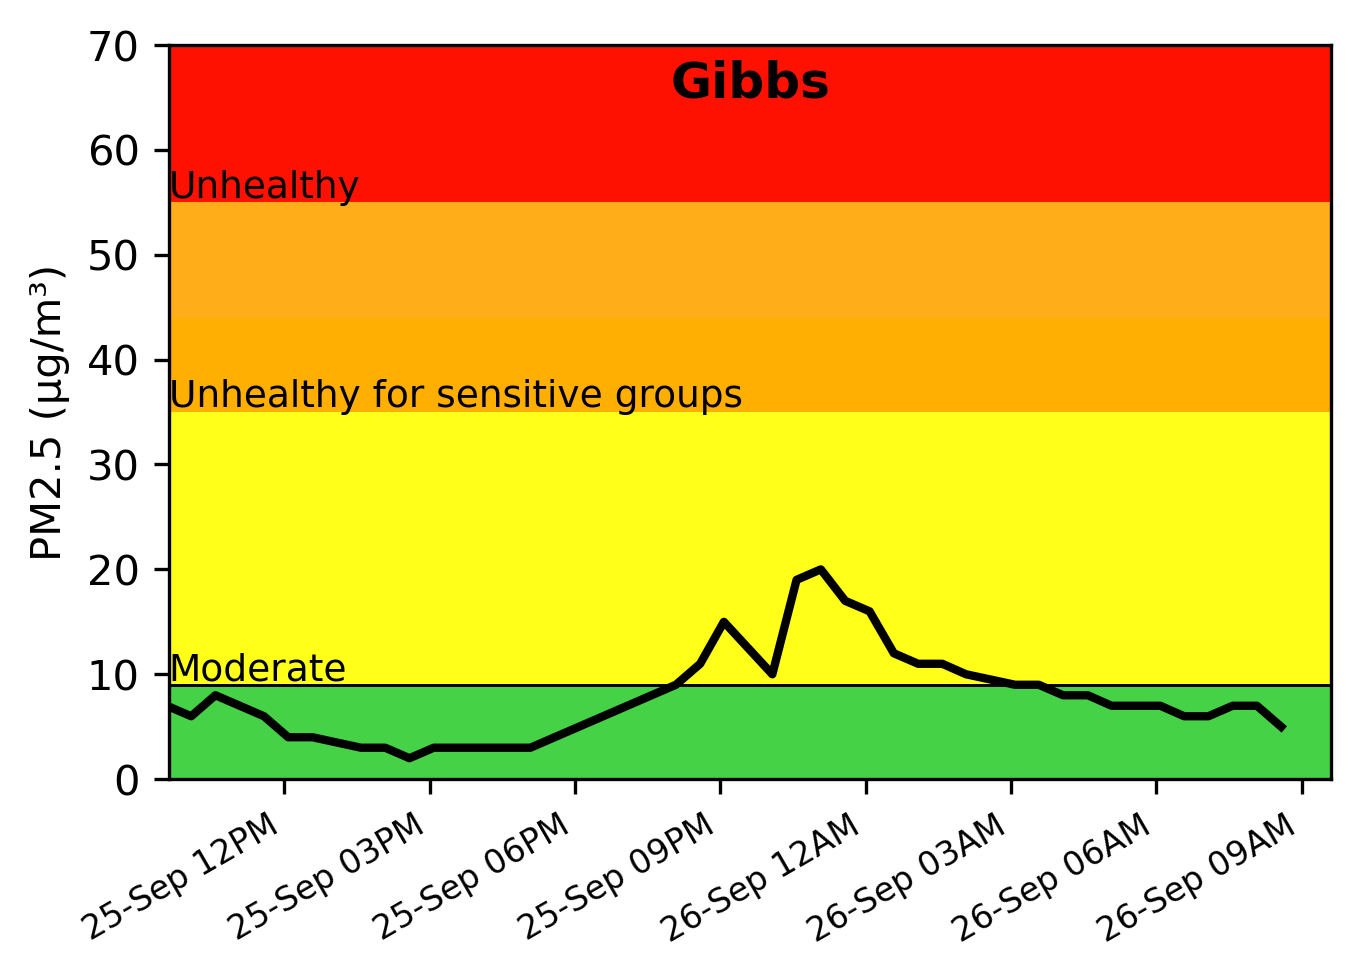 Gibbs
PM2.5 (µg/m³)
70
60
50
40
30
20
10
0
Unhealthy
Unhealthy for sensitive groups
Moderate
25-Sep 12PM
25-Sep 03PM
25-Sep 06PM
25-Sep 09PM
26-Sep 12AM
26-Sep 03AM
26-Sep 06AM
26-Sep 09AM